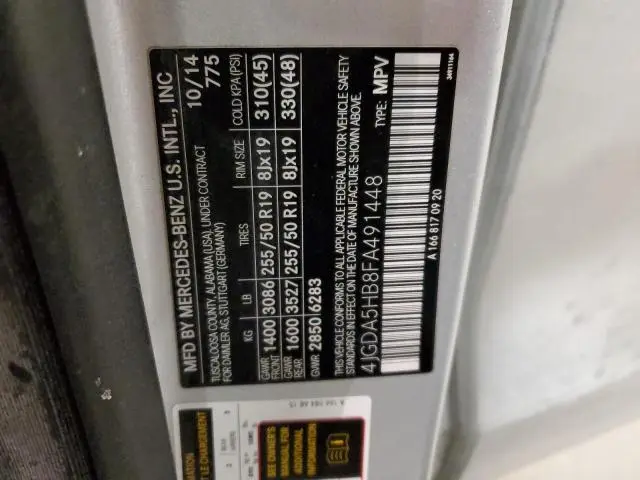 MFD BY MERCEDES-BENZ U.S. INTL., INC
TUSCALOOSA COUNTY, ALABAMA (USA), UNDER CONTRACT
FOR DAIMLER AG, STUTTGART (GERMANY)
10/14
775
KG LB TIRES RIM SIZE COLD KPA(PSI)
GAWR FRONT 1400 3086 255/50 R19 8Jx19 310(45)
GAWR REAR 1600 3527 255/50 R19 8Jx19 330(48)
GVWR 2850 6283
THIS VEHICLE CONFORMS TO ALL APPLICABLE FEDERAL MOTOR VEHICLE SAFETY
STANDARDS IN EFFECT ON THE DATE OF MANUFACTURE SHOWN ABOVE.
4JGDA5HB8FA491448 TYPE: MPV
A 166 817 09 20
34911164
SEE OWNER'S
MANUAL FOR
ADDITIONAL
INFORMATION
LE CHARGEMENT